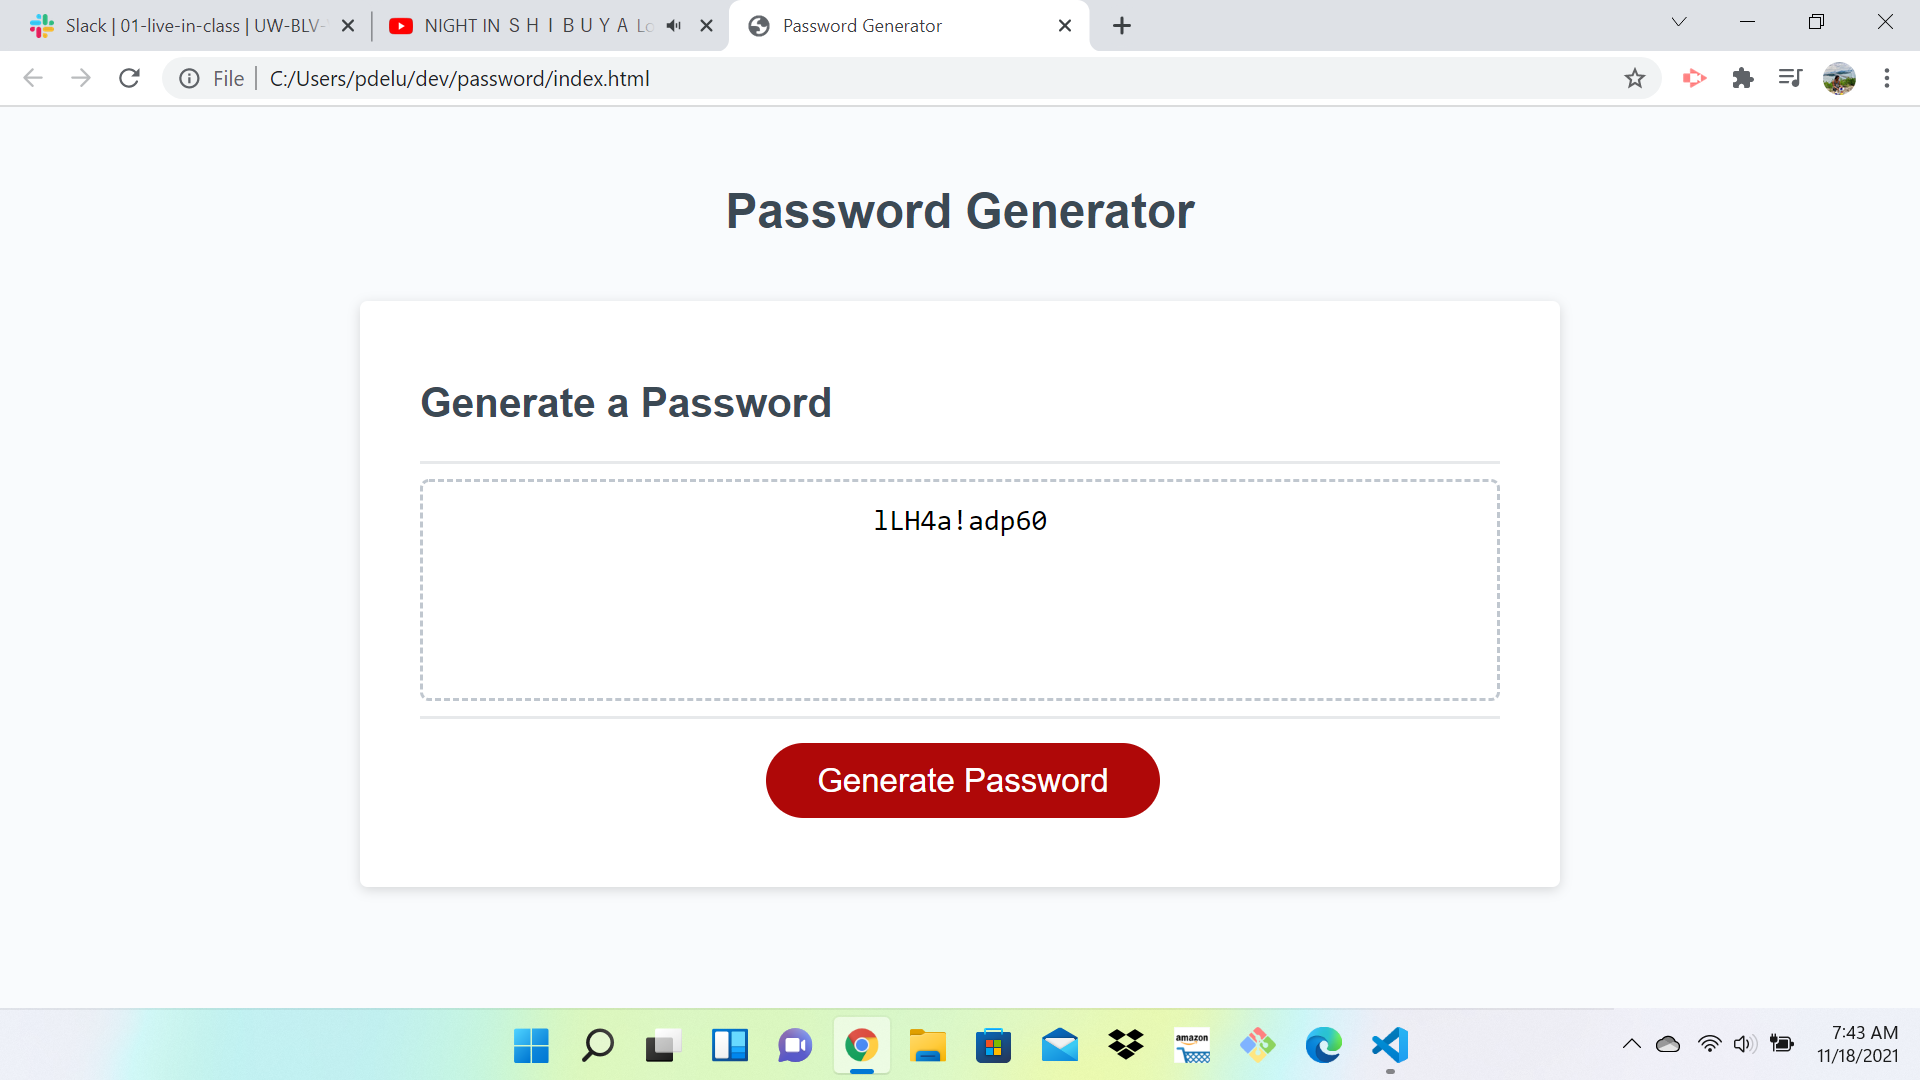 Slack | 01-live-in-class | UW-BLV-
NIGHT IN S H I B U Y A Lo
Password Generator
File
C:/Users/pdelu/dev/password/index.html
Password Generator
Generate a Password
lLH4a!adp60
Generate Password
amazon
7:43 AM
11/18/2021